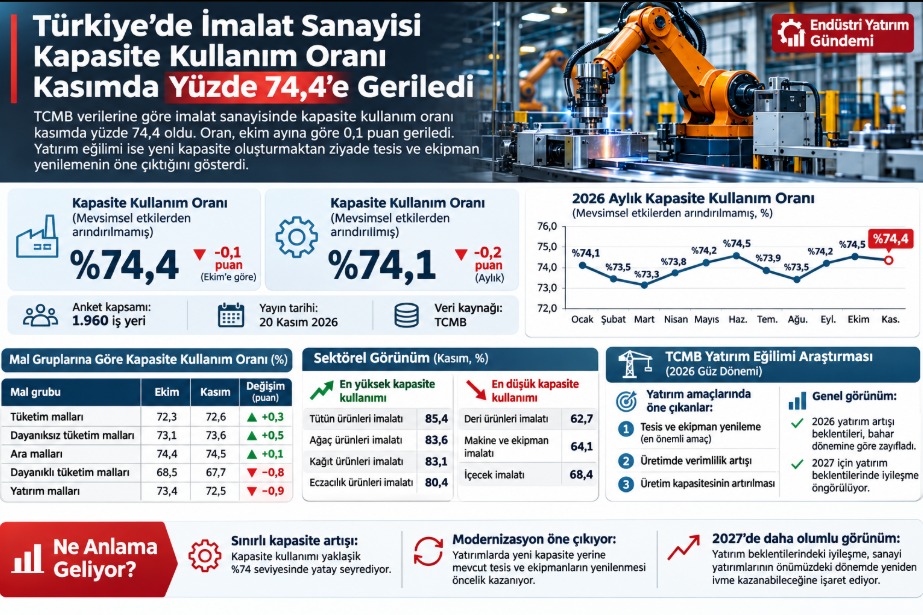 Türkiye'de İmalat Sanayisi
Kapasite Kullanım Oranı
Kasımda Yüzde 74,4'e Geriledi
Endüstri Yatırım
Gündemi
TCMB verilerine göre imalat sanayisinde kapasite kullanım oranı
kasımda yüzde 74,4 oldu. Oran, ekim ayına göre 0,1 puan geriledi.
Yatırım eğilimi ise yeni kapasite oluşturmaktan ziyade tesis ve ekipman
yenilemenin öne çıktığını gösterdi.
Kapasite Kullanım Oranı
(Mevsimsel etkilerden
arındırılmamış)
%74,4
▼ -0,1
puan
(Ekim'e göre)
Kapasite Kullanım Oranı
(Mevsimsel etkilerden
arındırıllmış)
%74,1
▼ -0,2
puan
(Aylık)
Anket kapsamı:
1.960 iş yeri
Yayın tarihi:
20 Kasım 2026
Veri kaynağı:
TCMB
2026 Aylık Kapasite Kullanım Oranı
(Mevsimsel etkilerden arındırılmamış, %)
76,0
75,0
74,0
73,0
72,0
%74,1
%73,5
%73,3
%73,8
%74,2
%74,5
%73,9
%73,5
%74,2
%74,5
%74,4
Ocak Şubat Mart Nisan Mayıs Haz. Tem. Ağu. Eyl. Ekim Kas.
Mal Gruplarına Göre Kapasite Kullanım Oranı (%)
Mal grubu Ekim Kasım Değişim
(puan)
Tüketim malları 72,3 72,6 ▲ +0,3
Dayanıksız tüketim malları 73,1 73,6 ▲ +0,5
Ara malları 74,4 74,5 ▲ +0,1
Dayanıklı tüketim malları 68,5 67,7 ▼ −0,8
Yatırım malları 73,4 72,5 ▼ −0,9
Sektörel Görünüm (Kasım, %)
En yüksek kapasite
kullanımı
Tütün ürünleri imalatı 85,4
Ağaç ürünleri imalatı 83,6
Kağıt ürünleri imalatı 83,1
Eczacılık ürünleri imalatı 80,4
En düşük kapasite
kullanımı
Deri ürünleri imalatı 62,7
Makine ve ekipman
imalatı 64,1
İçecek imalatı 68,4
TCMB Yatırım Eğilimi Araştırması
(2026 Güz Dönemi)
Yatırım amaçlarında
öne çıkanlar:
1 Tesis ve ekipman yenileme
(en önemli amaç)
2 Üretimde verimlilik artışı
3 Üretim kapasitesinin artırılması
Genel görünüm:
✓ 2026 yatırım artışı
beklentileri, bahar
dönemine göre zayıfladı.
✓ 2027 için yatırım
beklentilerinde iyileşme
öngörülüyor.
Ne Anlama
Geliyor?
Sınırlı kapasite artışı:
Kapasite kullanımı yaklaşik
%74 seviyesinde yatay seyrediyor.
Modernizasyon öne çıkıyor:
Yatırımlarda yeni kapasite yerine
mevcut tesis ve ekipmanların yenilenmesi
öncelik kazanıyor.
2027'de daha olumlu görünüm:
Yatırım beklentilerindeki iyileşme, sanayi
yatırımlarının önümüzdeki dönemde yeniden
ivme kazanabileceğine işaret ediyor.